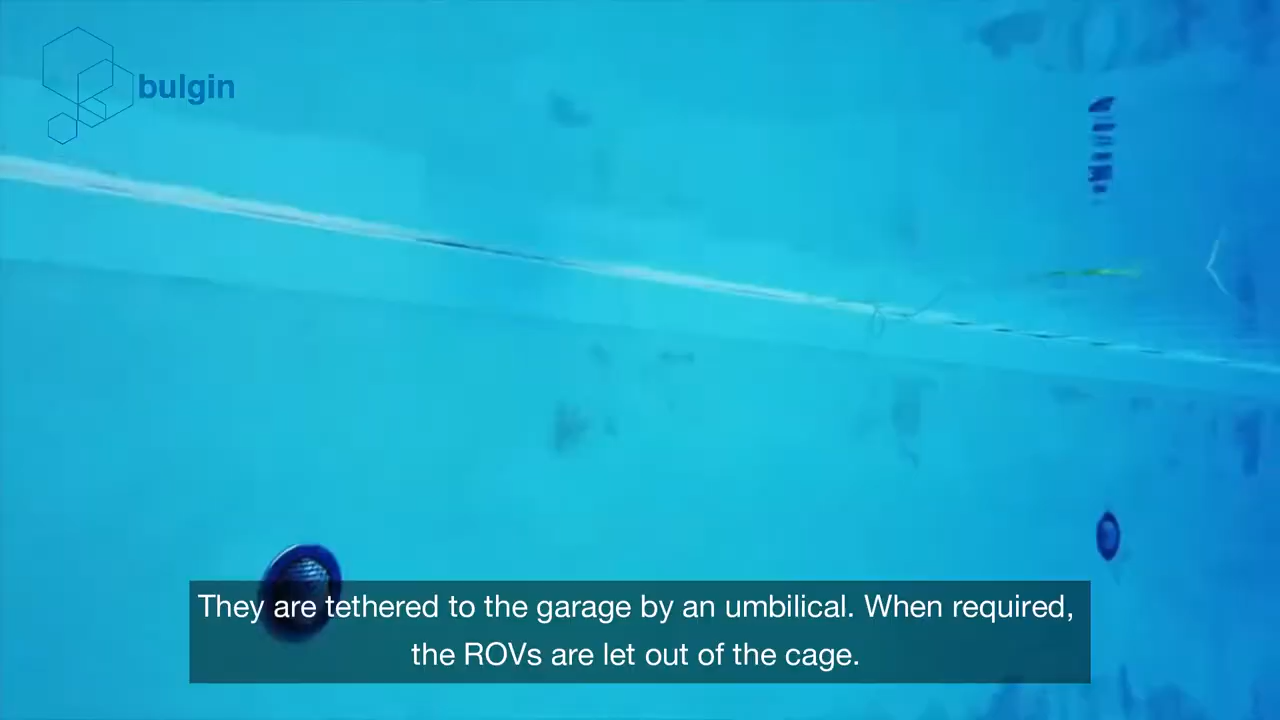 bulgin
They are tethered to the garage by an umbilical. When required,
the ROVs are let out of the cage.